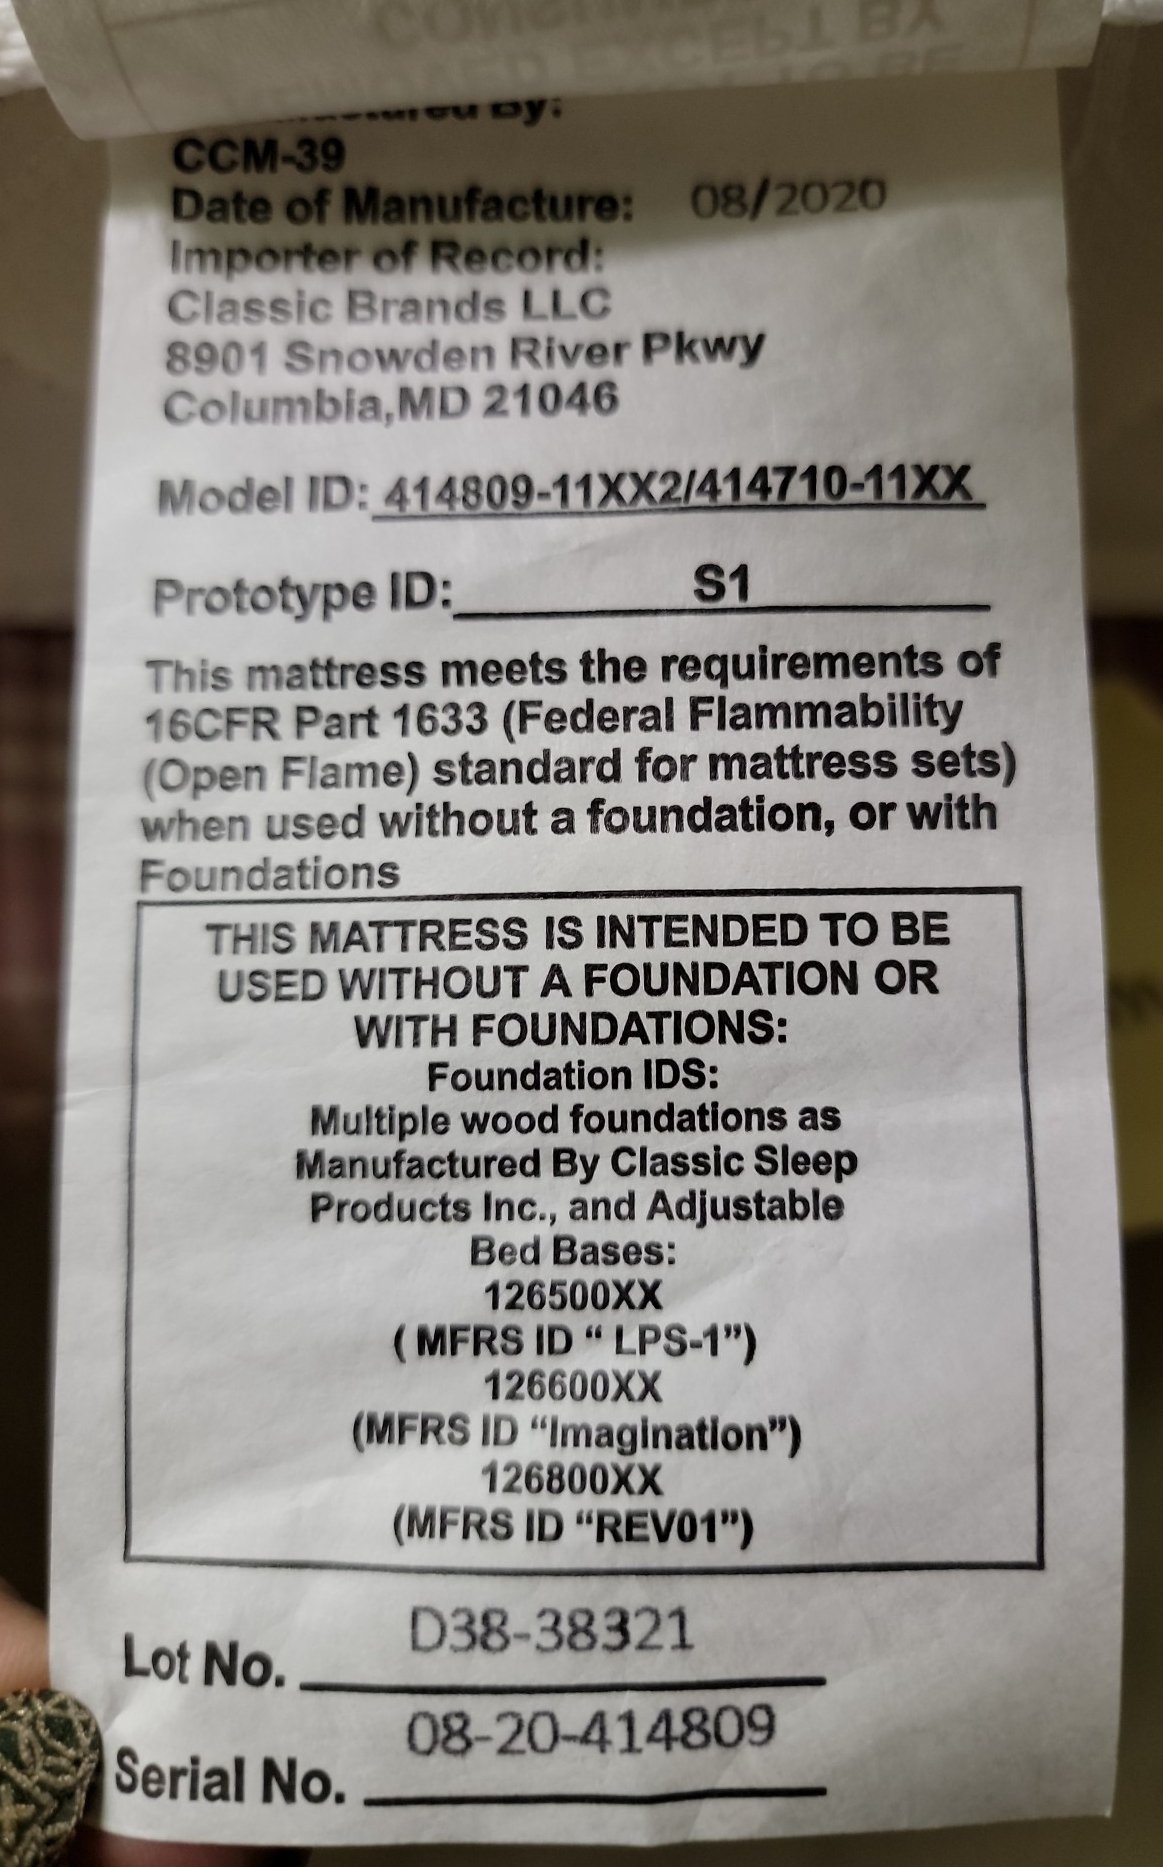 BE
EXCEPT BY
By:
CCM-39
Date of Manufacture: 08/2020
Importer of Record:
Classic Brands LLC
8901 Snowden River Pkwy
Columbia,MD 21046
Model ID: 414809-11XX2/414710-11XX
Prototype ID: S1
This mattress meets the requirements of
16CFR Part 1633 (Federal Flammability
(Open Flame) standard for mattress sets)
when used without a foundation, or with
Foundations
THIS MATTRESS IS INTENDED TO BE
USED WITHOUT A FOUNDATION OR
WITH FOUNDATIONS:
Foundation IDS:
Multiple wood foundations as
Manufactured By Classic Sleep
Products Inc., and Adjustable
Bed Bases:
126500XX
( MFRS ID “ LPS-1”)
126600XX
(MFRS ID “Imagination”)
126800XX
(MFRS ID “REV01”)
Lot No. D38-38321
Serial No. 08-20-414809